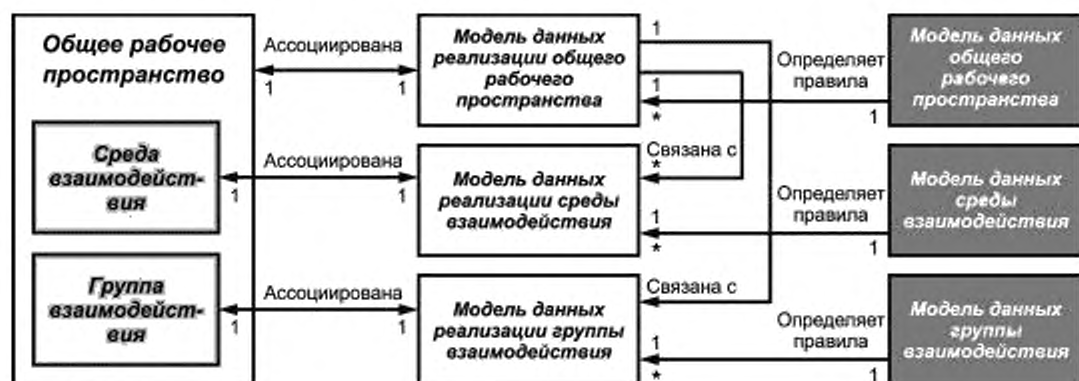 Общее рабочее
пространство
Среда
взаимодейст-
вия
Группа
взаимодейст-
вия
Ассоциирована
1
1
Ассоциирована
1
1
Ассоциирована
1
1
Модель данных
реализации общего
рабочего
пространства
Модель данных
реализации среды
взаимодействия
Модель данных
реализации группы
взаимодействия
1
1
*
Связана с
*
1
*
Связана с
1
*
Определяет
правила
1
Определяет
правила
1
Определяет
правила
1
Модель данных
общего
рабочего
пространства
Модель данных
среды
взаимодействия
Модель данных
группы
взаимодействия